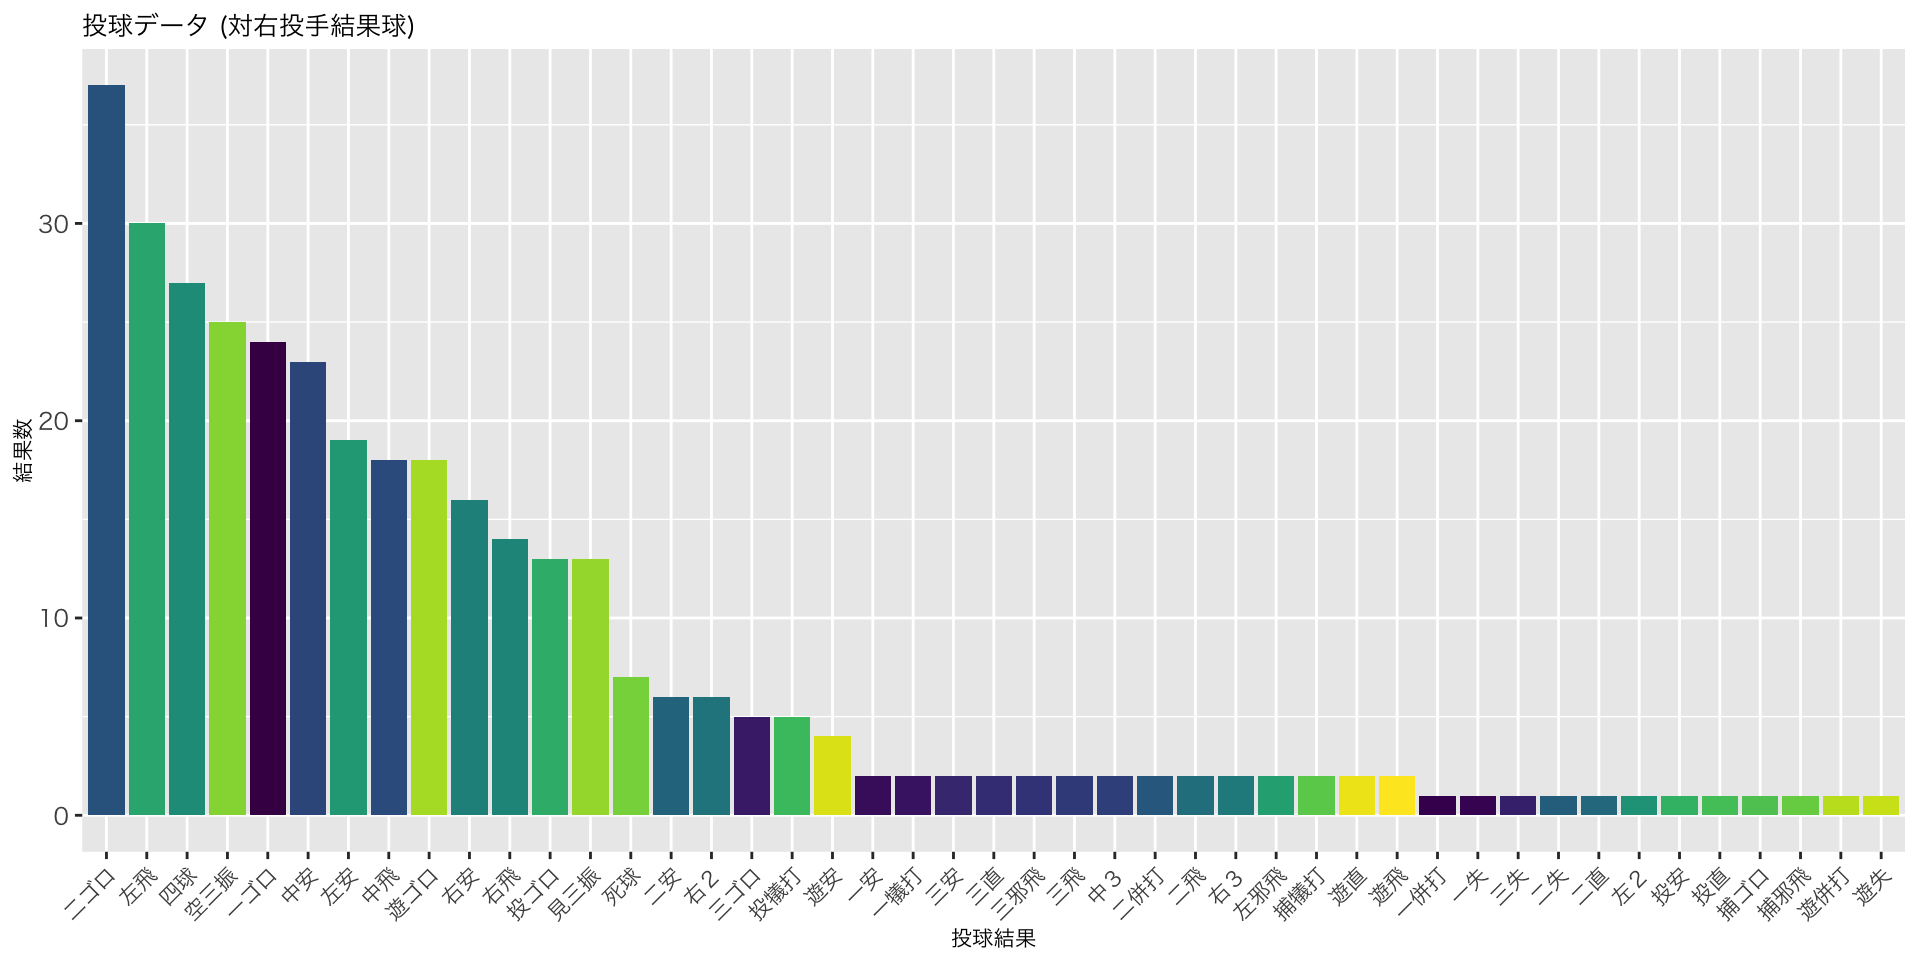 投球データ (対右投手結果球)
結果数
30
20
10
0
二ゴロ
左飛
四球
空三振
一ゴロ
中安
左安
中飛
遊ゴロ
右安
右飛
投ゴロ
見三振
死球
二安
右２
三ゴロ
投犠打
遊安
一安
一犠打
三安
三直
三邪飛
三飛
中３
二併打
二飛
右３
左邪飛
捕犠打
遊直
遊飛
一併打
一失
三失
二失
二直
左２
投安
投直
捕ゴロ
捕邪飛
遊併打
遊失
投球結果